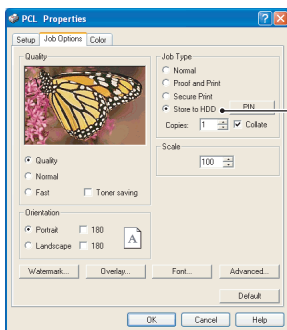 PCL Properties
Setup Job Options Color
Quality
Quality
Normal
Fast
Toner saving
Orientation
Portrait 180
Landscape 180
A
Job Type
Normal
Proof and Print
Secure Print
Store to HDD
PIN
Copies: 1 Collate
Scale
100
Watermark... Overlay... Font... Advanced...
Default
OK Cancel Help